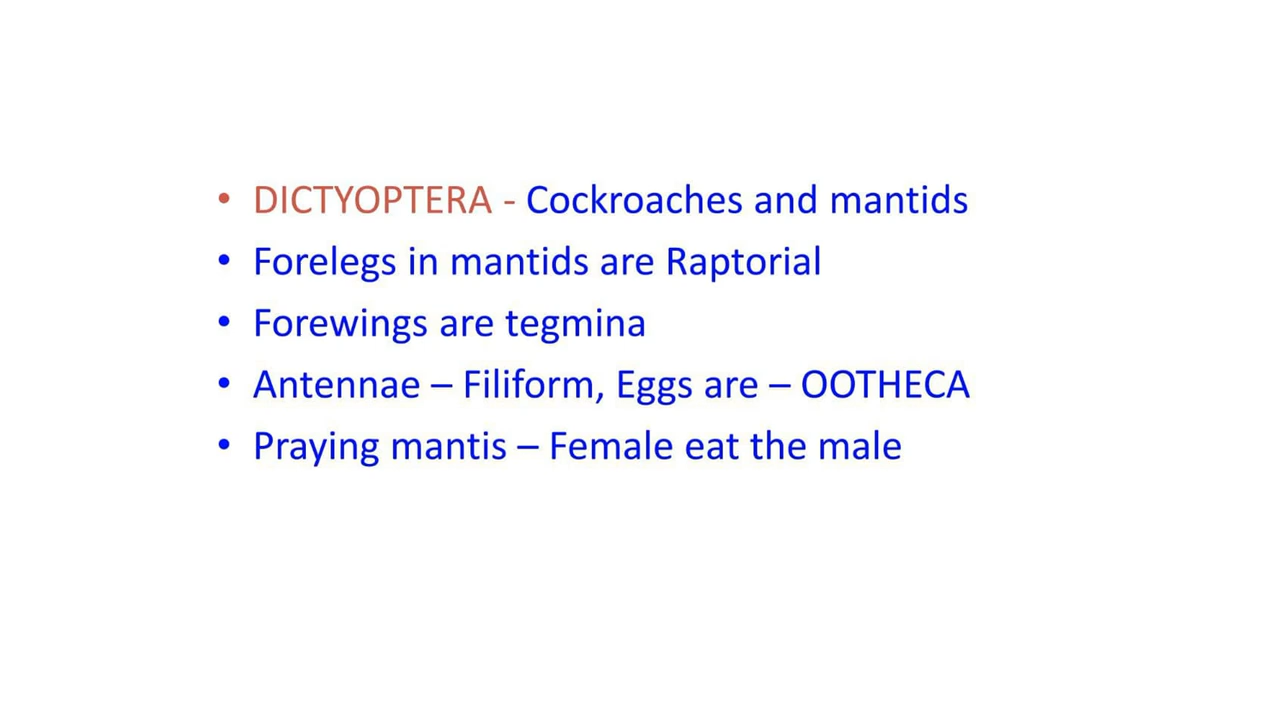 • DICTYOPTERA - Cockroaches and mantids
• Forelegs in mantids are Raptorial
• Forewings are tegmina
• Antennae – Filiform, Eggs are – OOTHECA
• Praying mantis – Female eat the male